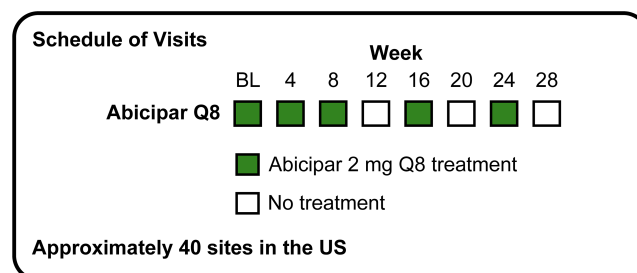 Schedule of Visits
Week
BL 4 8 12 16 20 24 28
Abicipar Q8
Abicipar 2 mg Q8 treatment
No treatment
Approximately 40 sites in the US